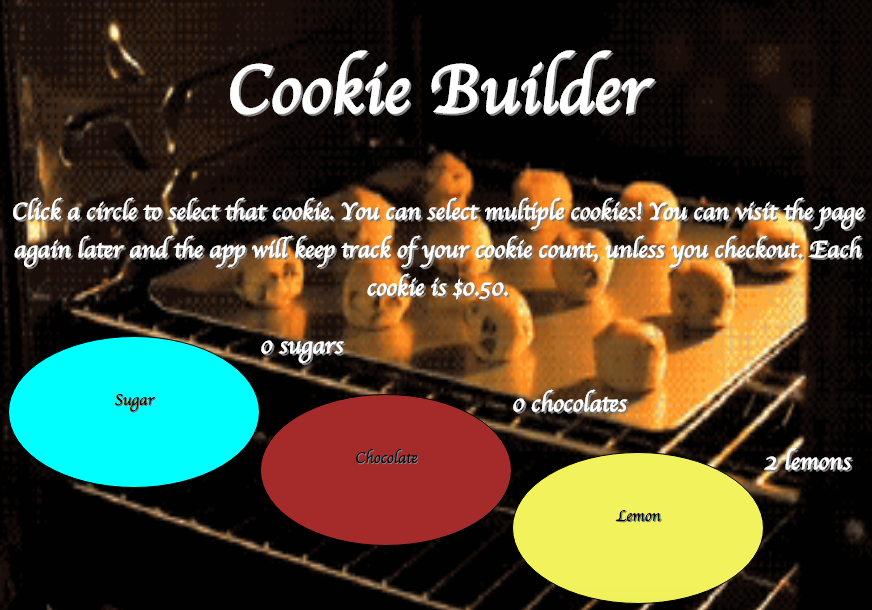 Cookie Builder
Click a circle to select that cookie. You can select multiple cookies! You can visit the page
again later and the app will keep track of your cookie count, unless you checkout. Each
cookie is $0.50.
0 sugars
Sugar
0 chocolates
Chocolate
2 lemons
Lemon